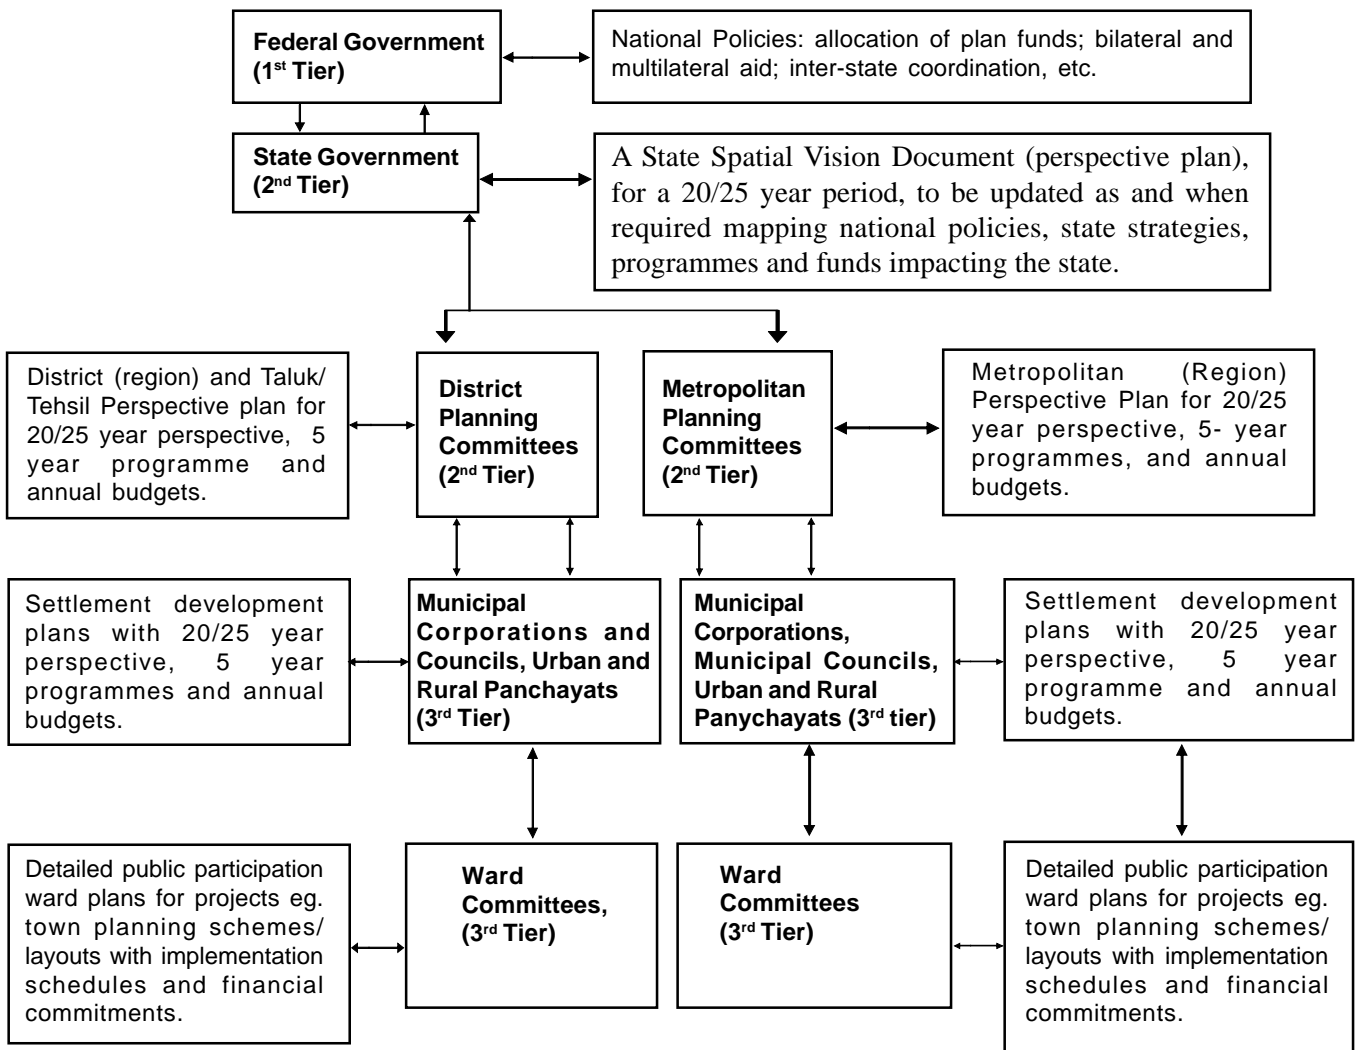 Federal Government
(1st Tier)
National Policies: allocation of plan funds; bilateral and
multilateral aid; inter-state coordination, etc.
State Government
(2nd Tier)
A State Spatial Vision Document (perspective plan),
for a 20/25 year period, to be updated as and when
required mapping national policies, state strategies,
programmes and funds impacting the state.
District (region) and Taluk/
Tehsil Perspective plan for
20/25 year perspective, 5
year programme and
annual budgets.
District
Planning
Committees
(2nd Tier)
Metropolitan
Planning
Committees
(2nd Tier)
Metropolitan (Region)
Perspective Plan for 20/25
year perspective, 5- year
programmes, and annual
budgets.
Settlement development
plans with 20/25 year
perspective, 5 year
programmes and annual
budgets.
Municipal
Corporations and
Councils, Urban and
Rural Panchayats
(3rd Tier)
Municipal
Corporations,
Municipal Councils,
Urban and Rural
Panychayats (3rd tier)
Settlement development
plans with 20/25 year
perspective, 5 year
programme and annual
budgets.
Detailed public participation
ward plans for projects eg.
town planning schemes/
layouts with implementation
schedules and financial
commitments.
Ward
Committees,
(3rd Tier)
Ward
Committees
(3rd Tier)
Detailed public participation
ward plans for projects eg.
town planning schemes/
layouts with implementation
schedules and financial
commitments.